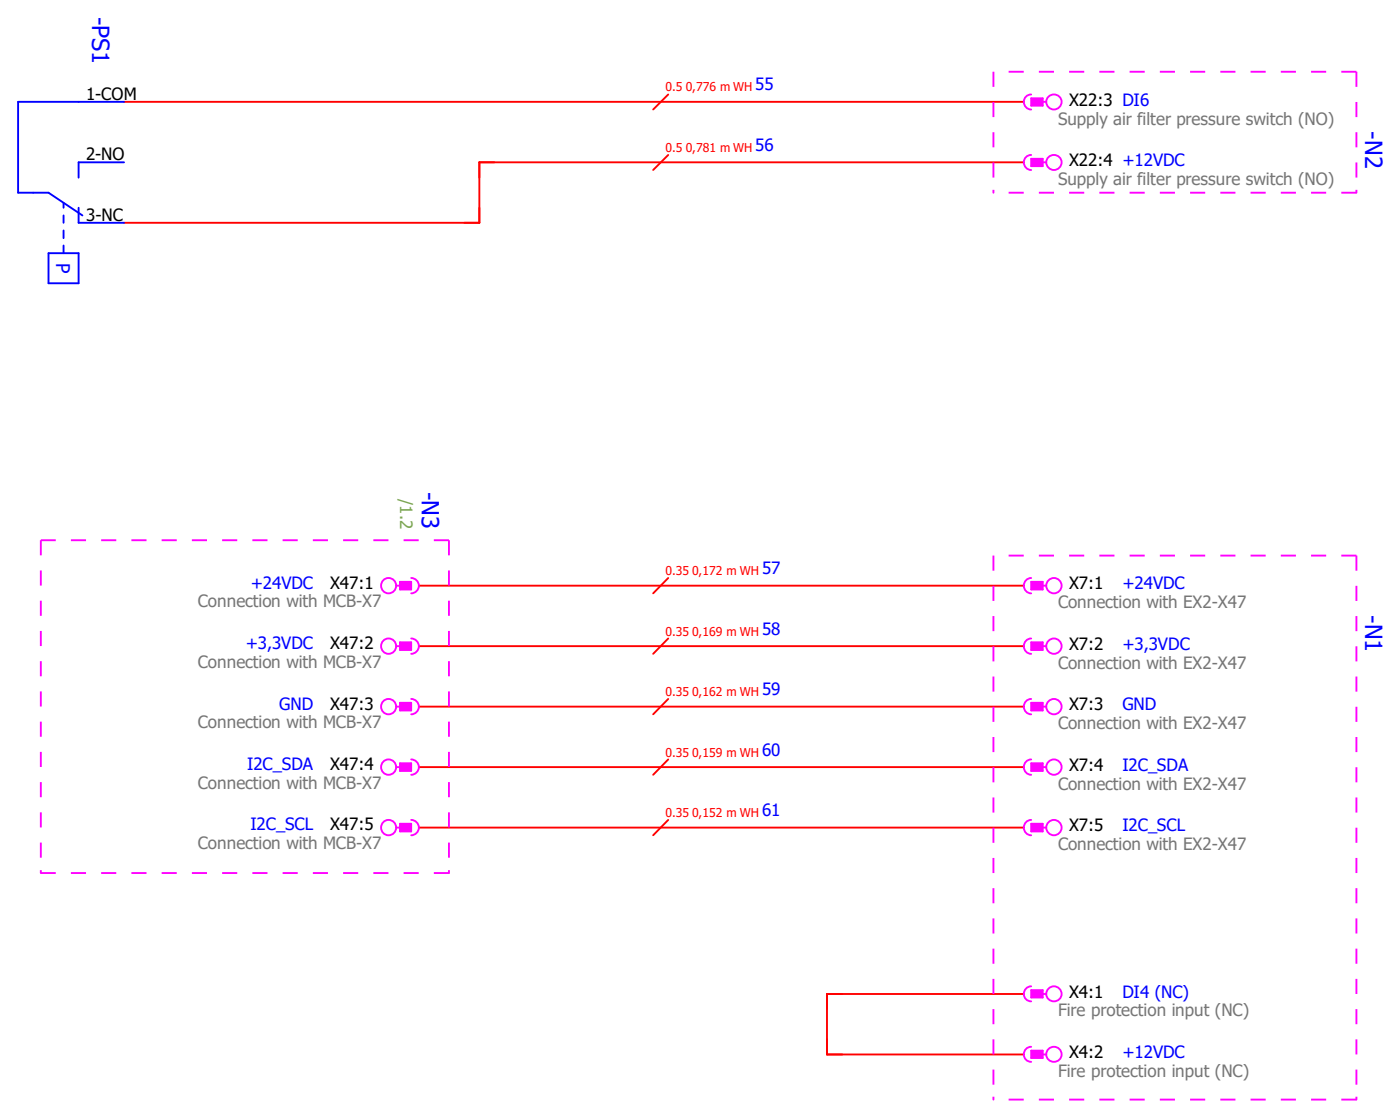 -PS1
1-COM
0.5 0,776 m WH 55
X22:3 DI6
Supply air filter pressure switch (NO)
2-NO
0.5 0,781 m WH 56
X22:4 +12VDC
Supply air filter pressure switch (NO)
-N2
3-NC
P
-N3
/1.2
+24VDC X47:1
Connection with MCB-X7
0.35 0,172 m WH 57
X7:1 +24VDC
Connection with EX2-X47
-N1
+3,3VDC X47:2
Connection with MCB-X7
0.35 0,169 m WH 58
X7:2 +3,3VDC
Connection with EX2-X47
GND X47:3
Connection with MCB-X7
0.35 0,162 m WH 59
X7:3 GND
Connection with EX2-X47
I2C_SDA X47:4
Connection with MCB-X7
0.35 0,159 m WH 60
X7:4 I2C_SDA
Connection with EX2-X47
I2C_SCL X47:5
Connection with MCB-X7
0.35 0,152 m WH 61
X7:5 I2C_SCL
Connection with EX2-X47
X4:1 DI4 (NC)
Fire protection input (NC)
X4:2 +12VDC
Fire protection input (NC)